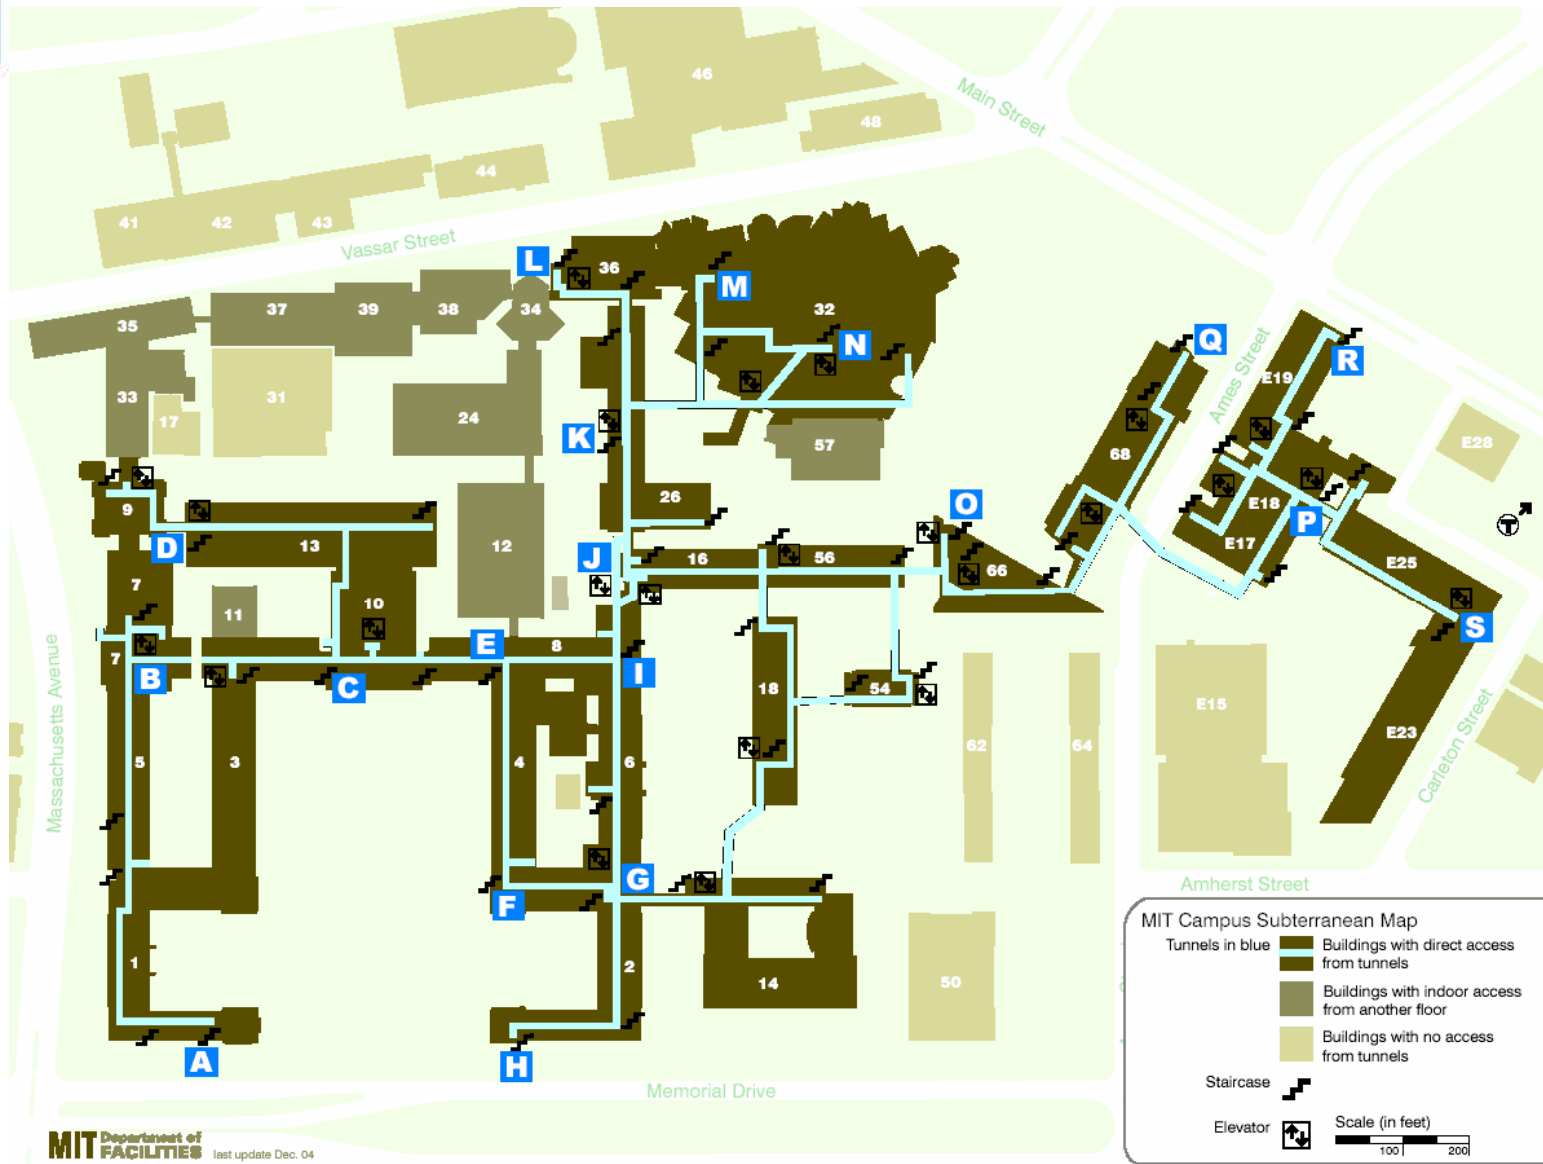 46
Main Street
48
44
41
42
43
Vassar Street
L
36
M
32
37
39
38
34
35
N
Q
R
Ames Street
E19
33
17
31
24
K
57
68
E28
26
O
9
D
13
12
J
16
56
66
E18
P
E17
E25
T
7
11
10
E
8
I
S
7
B
C
18
54
Massachusetts Avenue
5
3
4
6
62
64
E15
E23
Carleton Street
G
F
Amherst Street
1
2
14
50
A
H
Memorial Drive
MIT Campus Subterranean Map
Tunnels in blue
Buildings with direct access
from tunnels
Buildings with indoor access
from another floor
Buildings with no access
from tunnels
Staircase
Elevator
Scale (in feet)
100
200
MIT Department of
FACILITIES
last update Dec. 04